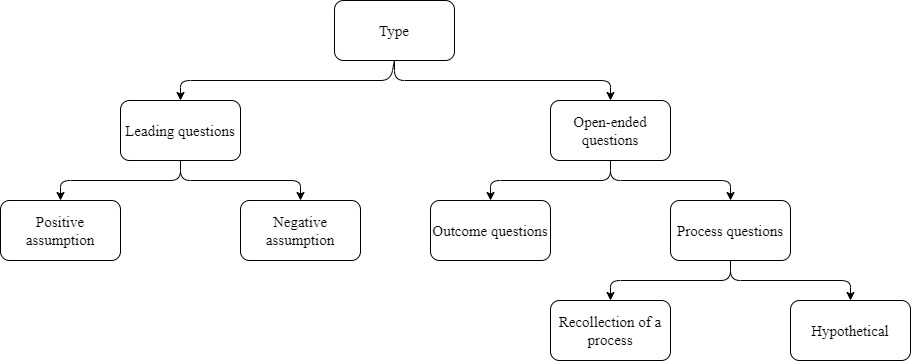 Type
Leading questions
Open-ended
questions
Positive
assumption
Negative
assumption
Outcome questions
Process questions
Recollection of a
process
Hypothetical